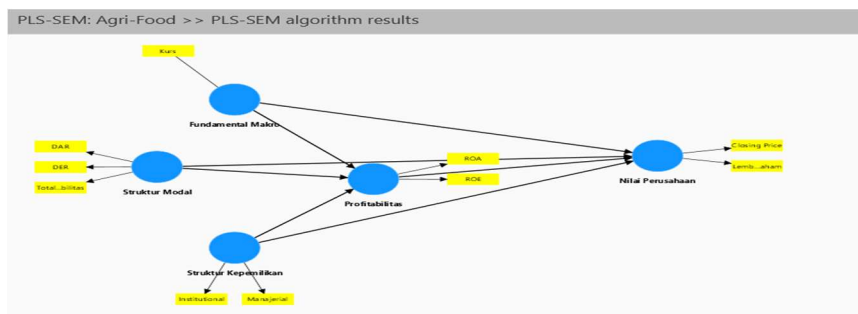 PLS-SEM: Agri-Food >> PLS-SEM algorithm results
Kurs
Fundamental Makro
DAR
DER
Total...bilitas
Struktur Modal
ROA
ROE
Profitabilitas
Closing Price
Lemb...aham
Nilai Perusahaan
Struktur Kepemilikan
Institutional
Manajerial